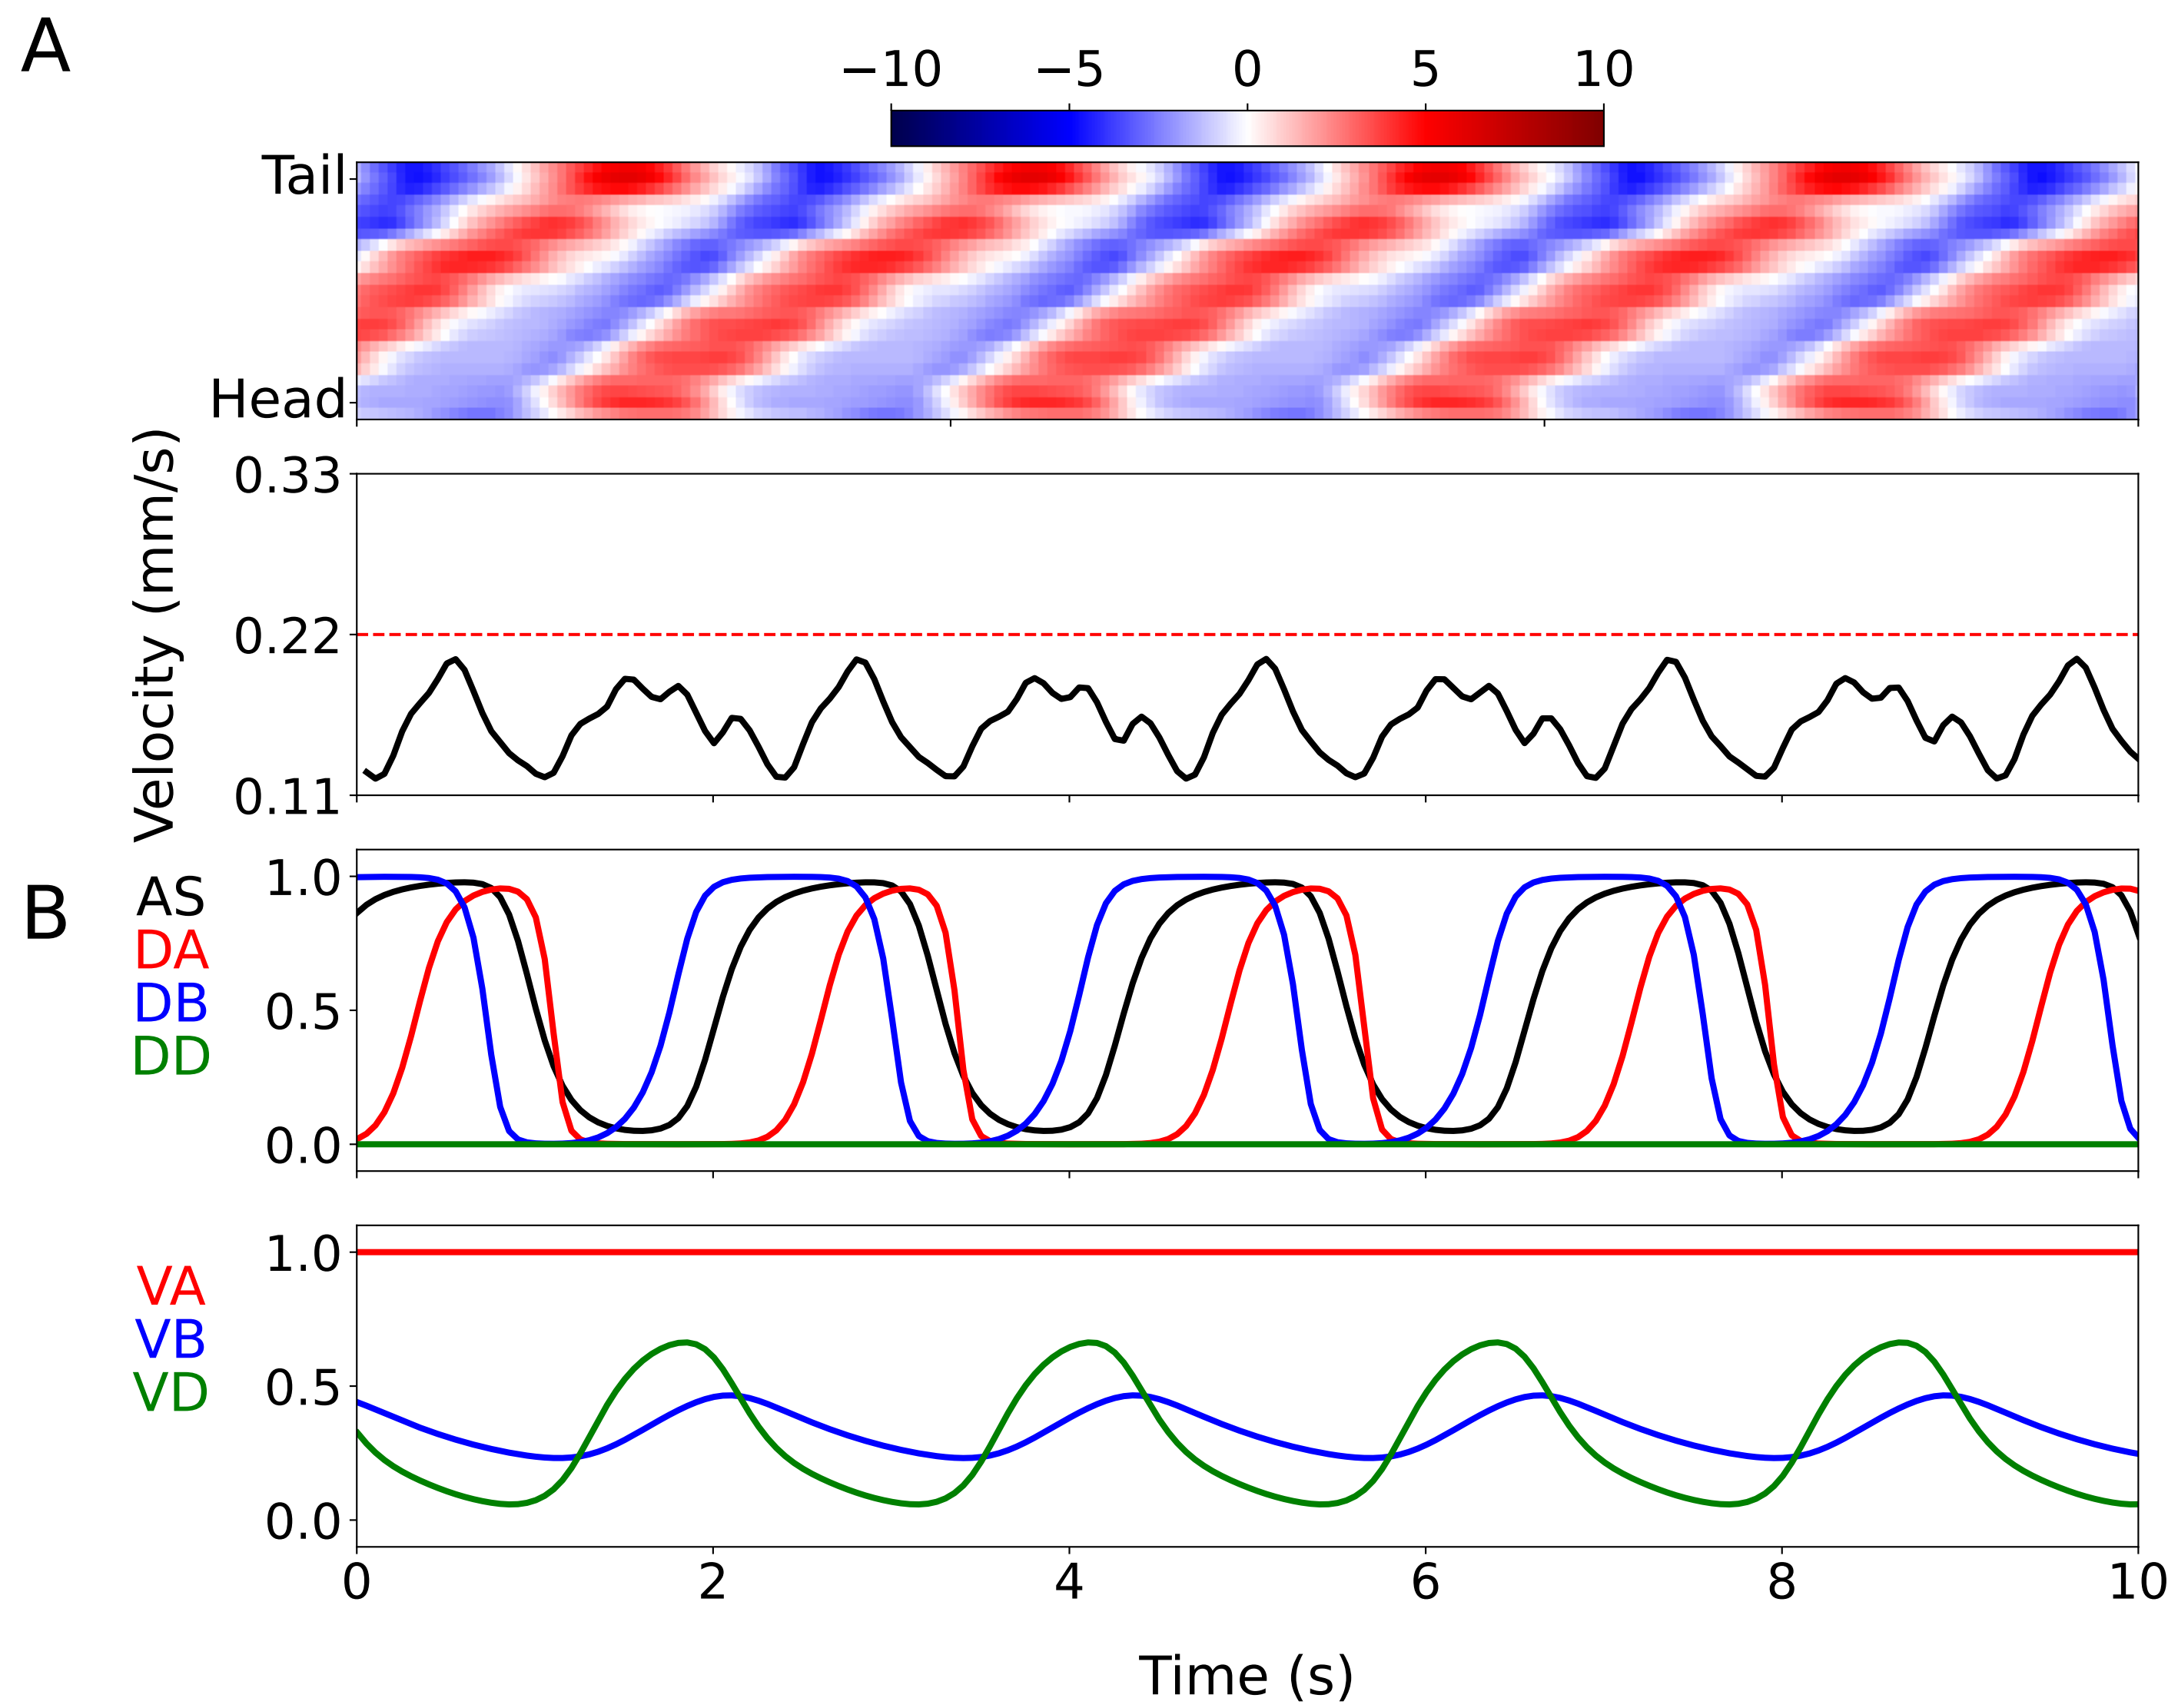 A
−10 −5 0 5 10
Tail
Head
Velocity (mm/s)
0.33
0.22
0.11
B
AS
DA
DB
DD
1.0
0.5
0.0
VA
VB
VD
1.0
0.5
0.0
0 2 4 6 8 10
Time (s)